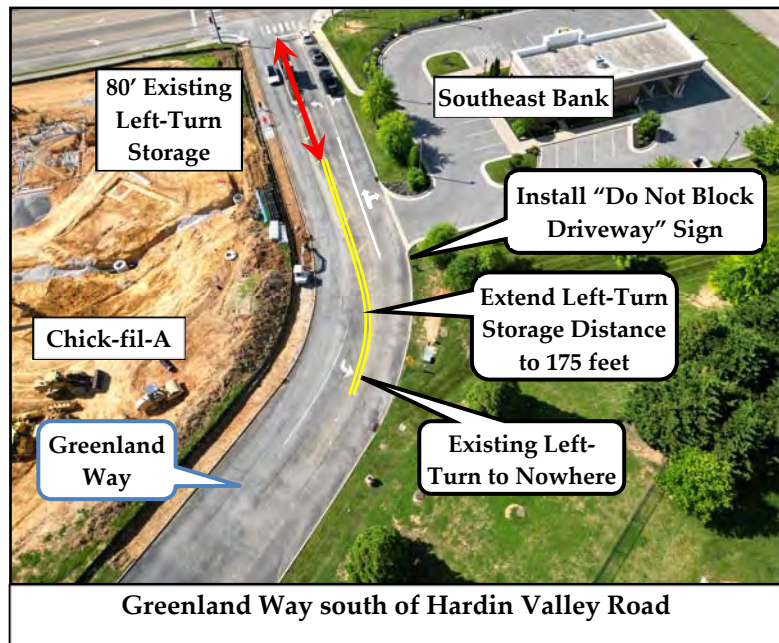 80’ Existing
Left-Turn
Storage
Southeast Bank
Install “Do Not Block
Driveway” Sign
Extend Left-Turn
Storage Distance
to 175 feet
Chick-fil-A
Greenland
Way
Existing Left-
Turn to Nowhere
Greenland Way south of Hardin Valley Road